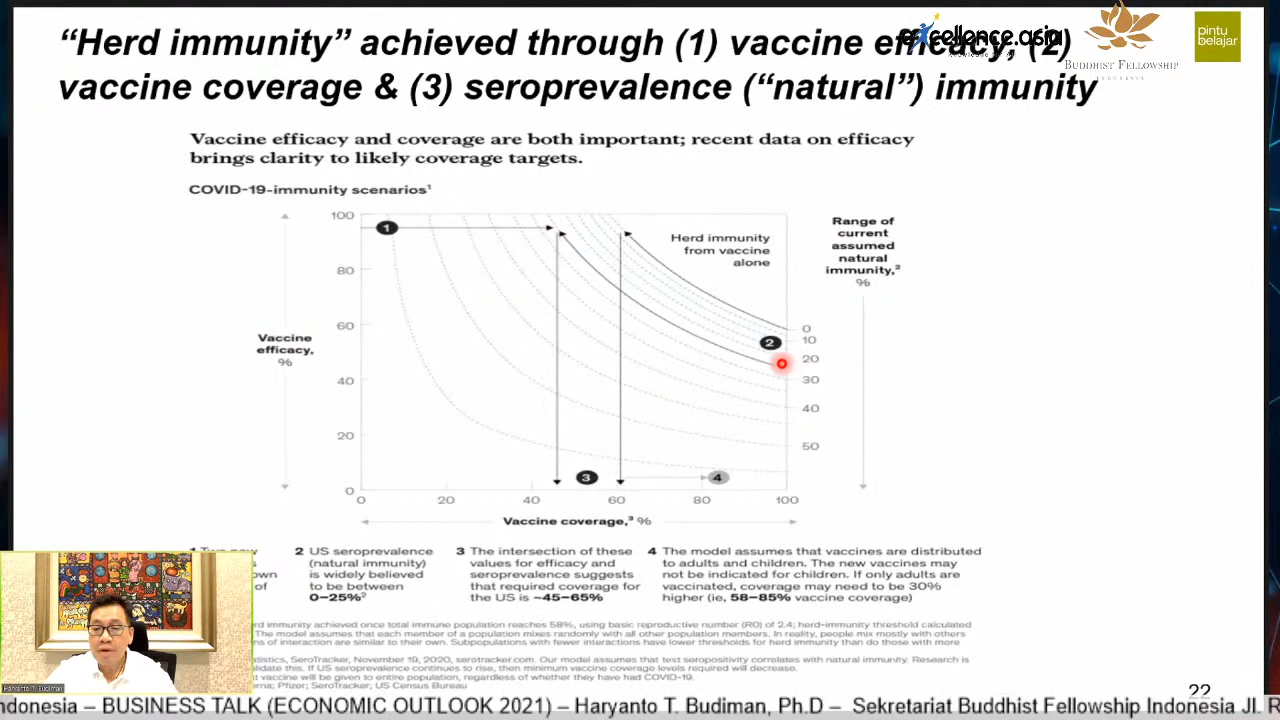 “Herd immunity” achieved through (1) vaccine efficacy, (2)
vaccine coverage & (3) seroprevalence (“natural”) immunity
excellence.asia
BUDDHIST FELLOWSHIP
INDONESIA
pintu
belajar
Vaccine efficacy and coverage are both important; recent data on efficacy
brings clarity to likely coverage targets.
COVID-19-immunity scenarios¹
Vaccine
efficacy,
%
100
80
60
40
20
0
1
Herd immunity
from vaccine
alone
2
3
4
0
10
20
30
40
50
Range of
current
assumed
natural
immunity,²
%
0
20
40
60
80
100
Vaccine coverage,³ %
2 US seroprevalence
(natural immunity)
is widely believed
to be between
0–25%²
3 The intersection of these
values for efficacy and
seroprevalence suggests
that required coverage for
the US is ~45–65%
4 The model assumes that vaccines are distributed
to adults and children. The new vaccines may
not be indicated for children. If only adults are
vaccinated, coverage may need to be 30%
higher (ie, 58–85% vaccine coverage)
immunity achieved once total immune population reaches 58%, using basic reproductive number (R0) of 2.4; herd-immunity threshold calculated
The model assumes that each member of a population mixes randomly with all other population members. In reality, people mix mostly with others
of interaction are similar to their own. Subpopulations with fewer interactions have lower thresholds for herd immunity than do those with more
SeroTracker, November 19, 2020, serotracker.com. Our model assumes that test seropositivity correlates with natural immunity. Research is
this. If US seroprevalence continues to rise, then minimum vaccine coverage levels required will decrease.
vaccine will be given to entire population, regardless of whether they have had COVID-19.
Pfizer; SeroTracker; US Census Bureau
22
Haryanto T. Budiman
ndonesia – BUSINESS TALK (ECONOMIC OUTLOOK 2021) – Haryanto T. Budiman, Ph.D – Sekretariat Buddhist Fellowship Indonesia Jl. R